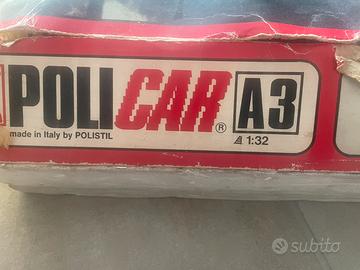 POLICAR® A3
made in Italy by POLISTIL
1:32
subito